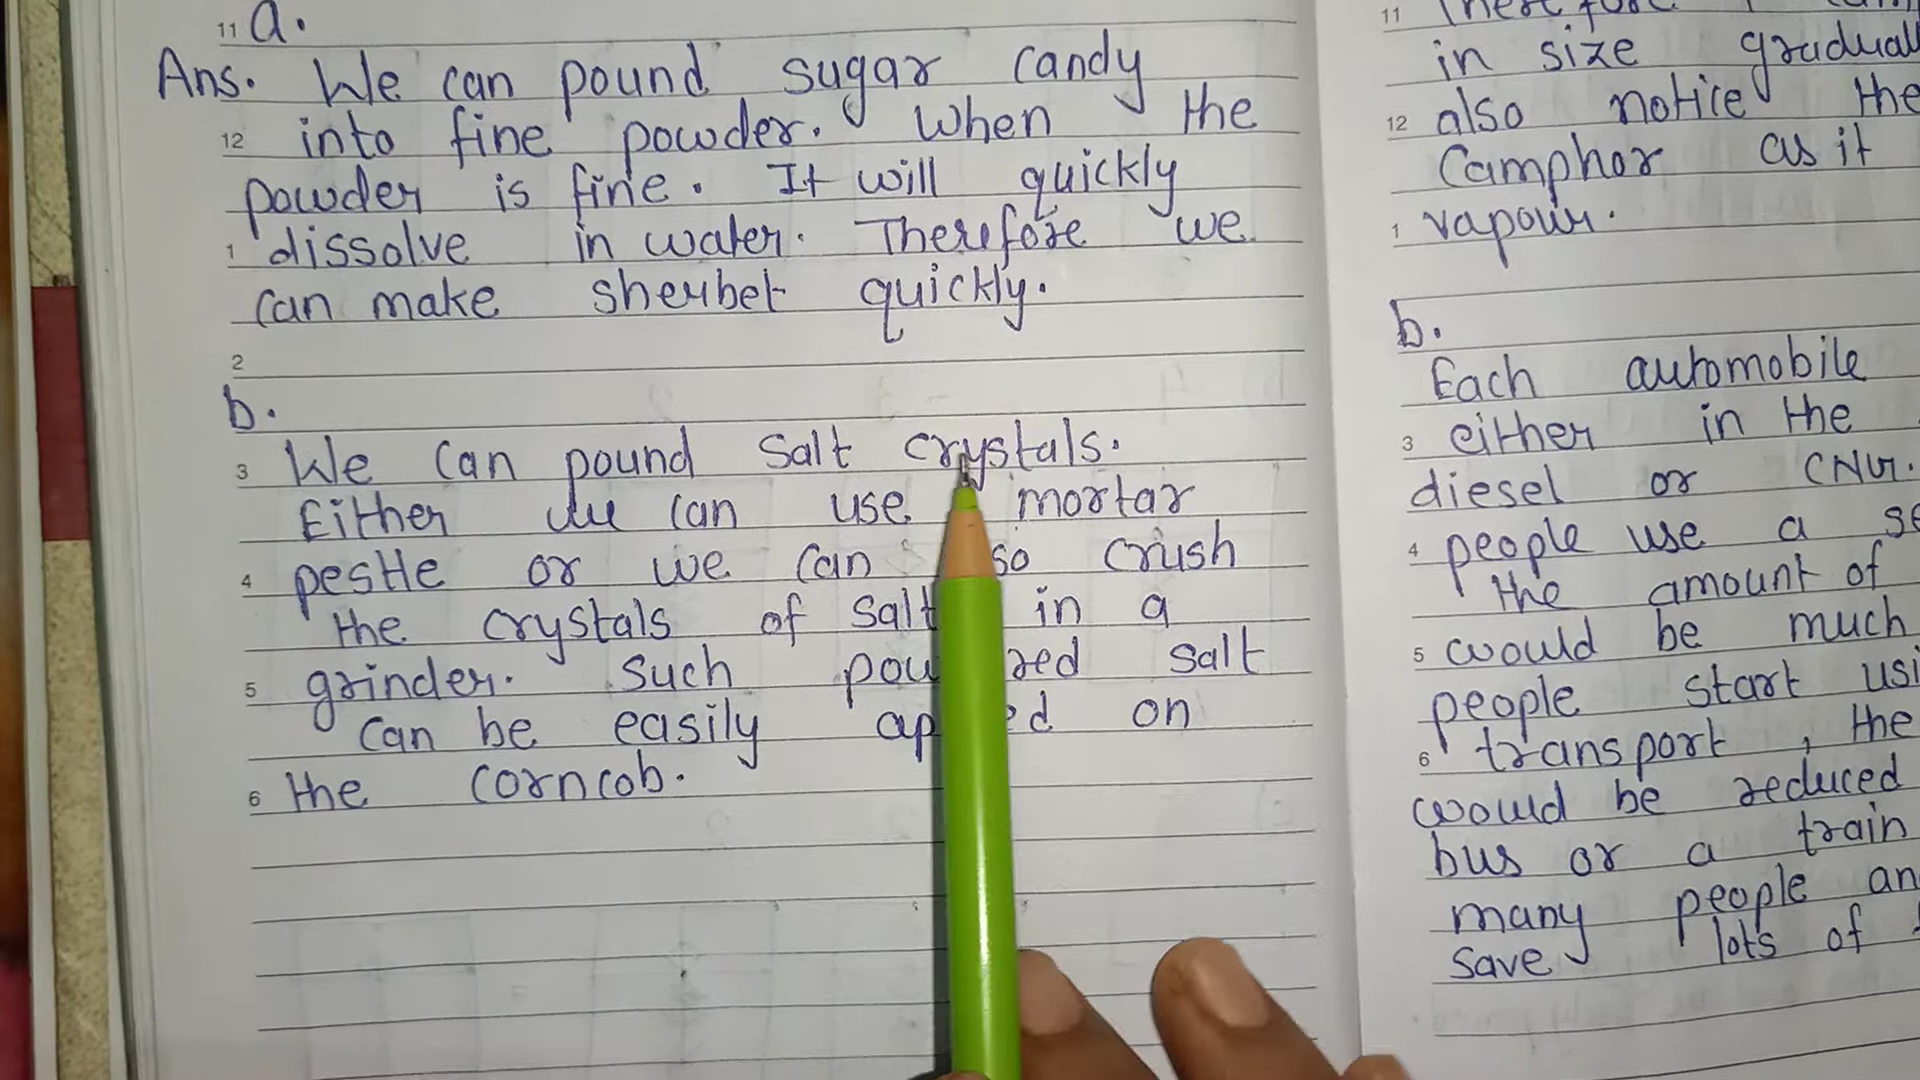 a.
Ans. We can pound sugar candy
into fine powder. When the
powder is fine. It will quickly
dissolve in water. Therefore we
can make sherbet quickly.
b.
We can pound salt crystals.
Either we can use mortar
pestle or we can so crush
the crystals of salt in a
grinder. Such salt
can be easily on
the corncob.
in size
also notice the
Camphor as it
vapour.
b.
Each automobile
either in the
diesel or CNG.
people use a
the amount of
would be much
people start
transport, the
would be reduced
bus or a train
many people
save lots of